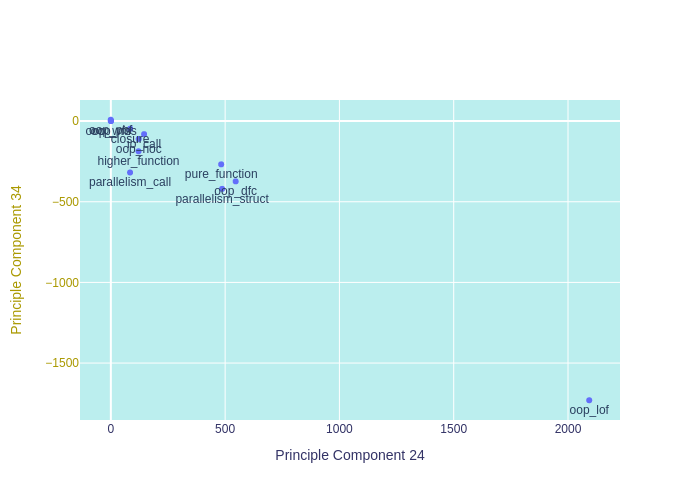 0
closure
io_call
oop_noc
higher_function
parallelism_call
pure_function
oop_dfc
parallelism_struct
−500
−1000
−1500
oop_lof
0
500
1000
1500
2000
Principle Component 24
Principle Component 34